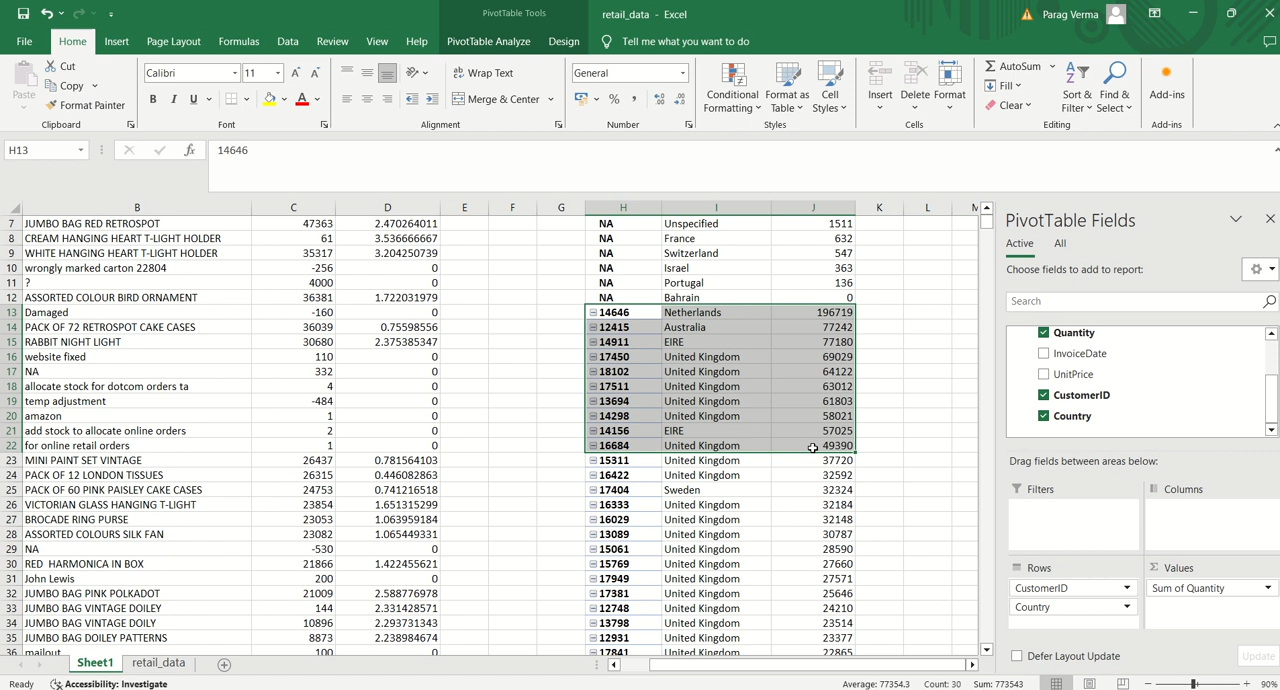 PivotTable Tools
retail_data - Excel
Parag Verma
File Home Insert Page Layout Formulas Data Review View Help PivotTable Analyze Design Tell me what you want to do
Paste
Cut
Copy
Format Painter
Clipboard
Calibri 11
B I U
Font
Wrap Text
Merge & Center
Alignment
General
Number
Conditional Formatting
Format as Table
Cell Styles
Styles
Insert Delete Format
Cells
AutoSum
Fill
Clear
Sort & Filter
Find & Select
Editing
Add-ins
Add-ins
H13 fx 14646
B C D E F G H I J K L M
7 JUMBO BAG RED RETROSPOT 47363 2.470264011 NA Unspecified 1511
8 CREAM HANGING HEART T-LIGHT HOLDER 61 3.536666667 NA France 632
9 WHITE HANGING HEART T-LIGHT HOLDER 35317 3.204250739 NA Switzerland 547
10 wrongly marked carton 22804 -256 0 NA Israel 363
11 ? 4000 0 NA Portugal 136
12 ASSORTED COLOUR BIRD ORNAMENT 36381 1.722031979 NA Bahrain 0
13 Damaged -160 0 14646 Netherlands 196719
14 PACK OF 72 RETROSPOT CAKE CASES 36039 0.75598556 12415 Australia 77242
15 RABBIT NIGHT LIGHT 30680 2.375385347 14911 EIRE 77180
16 website fixed 110 0 17450 United Kingdom 69029
17 NA 332 0 18102 United Kingdom 64122
18 allocate stock for dotcom orders ta 4 0 17511 United Kingdom 63012
19 temp adjustment -484 0 13694 United Kingdom 61803
20 amazon 1 0 14298 United Kingdom 58021
21 add stock to allocate online orders 2 0 14156 EIRE 57025
22 for online retail orders 1 0 16684 United Kingdom 49390
23 MINI PAINT SET VINTAGE 26437 0.781564103 15311 United Kingdom 37720
24 PACK OF 12 LONDON TISSUES 26315 0.446082863 16422 United Kingdom 32592
25 PACK OF 60 PINK PAISLEY CAKE CASES 24753 0.741216518 17404 Sweden 32324
26 VICTORIAN GLASS HANGING T-LIGHT 23854 1.651315299 16333 United Kingdom 32184
27 BROCADE RING PURSE 23053 1.063959184 16029 United Kingdom 32148
28 ASSORTED COLOURS SILK FAN 23082 1.065449331 13089 United Kingdom 30787
29 NA -530 0 15061 United Kingdom 28590
30 RED HARMONICA IN BOX 21866 1.422455621 15769 United Kingdom 27660
31 John Lewis 200 0 17949 United Kingdom 27571
32 JUMBO BAG PINK POLKADOT 21009 2.588776978 17381 United Kingdom 25646
33 JUMBO BAG VINTAGE DOILEY 144 2.331428571 12748 United Kingdom 24210
34 JUMBO BAG VINTAGE DOILY 10896 2.293731343 13798 United Kingdom 23514
35 JUMBO BAG DOILEY PATTERNS 8873 2.238984674 12931 United Kingdom 23377
36 mailout 100 0 17841 United Kingdom 22865
PivotTable Fields
Active All
Choose fields to add to report:
Search
Quantity
InvoiceDate
UnitPrice
CustomerID
Country
Drag fields between areas below:
Filters
Columns
Rows
Σ Values
CustomerID
Sum of Quantity
Country
Defer Layout Update Update
Sheet1 retail_data
Ready Accessibility: Investigate Average: 77354.3 Count: 30 Sum: 773543 90%